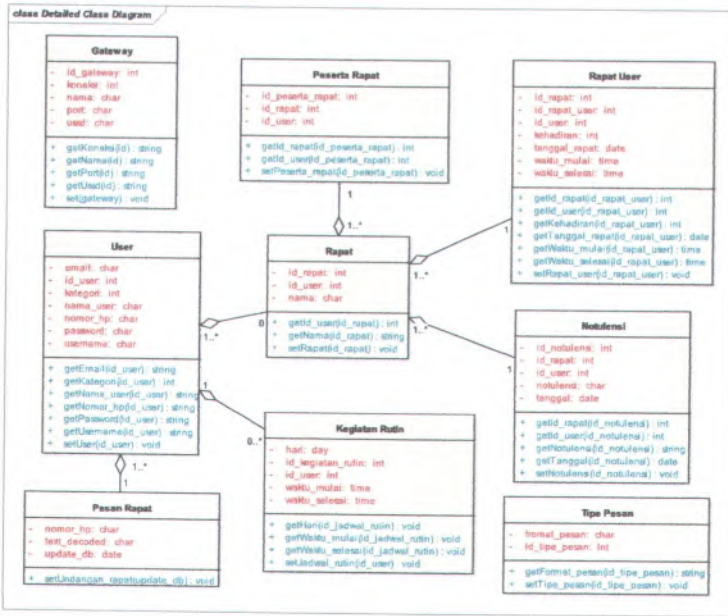 class Detailed Class Diagram
Gateway
- id_gateway: int
- koneksi: int
- nama: char
- port: char
- used: char
+ getKoneksi(id) : string
+ getNama(id) : string
+ getPort(id) : string
+ getUsed(id) : string
+ set(gateway) : void
Peserta Rapat
- id_peserta_rapat: int
- id_rapat: int
- id_user: int
+ getId_rapat(id_peserta_rapat) : int
+ getId_user(id_peserta_rapat) : int
+ setPeserta_rapat(id_peserta_rapat) : void
Rapat User
- id_rapat: int
- id_rapat_user: int
- id_user: int
- kehadiran: int
- tanggal_rapat: date
- waktu_mulai: time
- waktu_selesai: time
+ getId_rapat(id_rapat_user) : int
+ getId_user(id_rapat_user) : int
+ getKehadiran(id_rapat_user) : int
+ getTanggal_rapat(id_rapat_user) : date
+ getWaktu_mulai(id_rapat_user) : time
+ getWaktu_selesai(id_rapat_user) : time
+ setRapat_user(id_rapat_user) : void
1
1..*
1
1..*
User
- email: char
+ id_user: int
- kategori: int
- nama_user: char
- nomor_hp: char
- password: char
- username: char
+ getEmail(id_user) : string
+ getKategori(id_user) : int
+ getNama_user(id_user) : string
+ getNomor_hp(id_user) : string
+ getPassword(id_user) : string
+ getUsername(id_user) : string
+ setUser(id_user) : void
Rapat
- id_rapat: int
- id_user: int
- nama: char
+ getId_user(id_rapat) : int
+ getNama(id_rapat) : string
+ setRapat(id_rapat) : void
0
1..*
1..*
1
Notulensi
- id_notulensi: int
- id_rapat: int
- id_user: int
- notulensi: char
- tanggal: date
+ getId_rapat(id_notulensi) : int
+ getId_user(id_notulensi) : int
+ getNotulensi(id_notulensi) : string
+ getTanggal(id_notulensi) : date
+ setNotulensi(id_notulensi) : void
1
0..*
Kegiatan Rutin
- hari: day
- id_kegiatan_rutin: int
- id_user: int
- waktu_mulai: time
- waktu_selesai: time
+ getHari(id_jadwal_rutin) : void
+ getWaktu_mulai(id_jadwal_rutin) : void
+ getWaktu_selesai(id_jadwal_rutin) : void
+ setJadwal_rutin(id_user) : void
1..*
1
Pesan Rapat
- nomor_hp: char
- text_decoded: char
- update_db: date
+ setUndangan_rapat(update_db) : void
Tipe Pesan
- fromat_pesan: char
- id_tipe_pesan: int
+ getFormat_pesan(id_tipe_pesan) : string
+ setTipe_pesan(id_tipe_pesan) : void